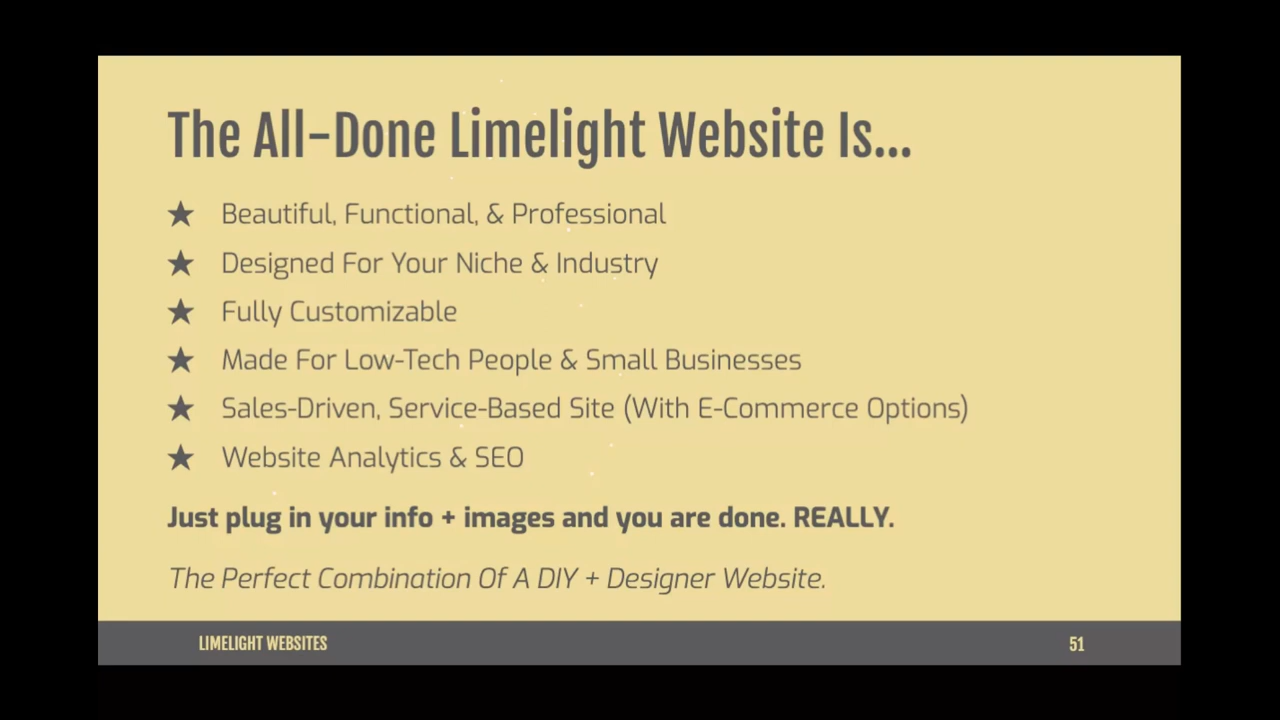 The All-Done Limelight Website Is...
★ Beautiful, Functional, & Professional
★ Designed For Your Niche & Industry
★ Fully Customizable
★ Made For Low-Tech People & Small Businesses
★ Sales-Driven, Service-Based Site (With E-Commerce Options)
★ Website Analytics & SEO
Just plug in your info + images and you are done. REALLY.
The Perfect Combination Of A DIY + Designer Website.
LIMELIGHT WEBSITES 51